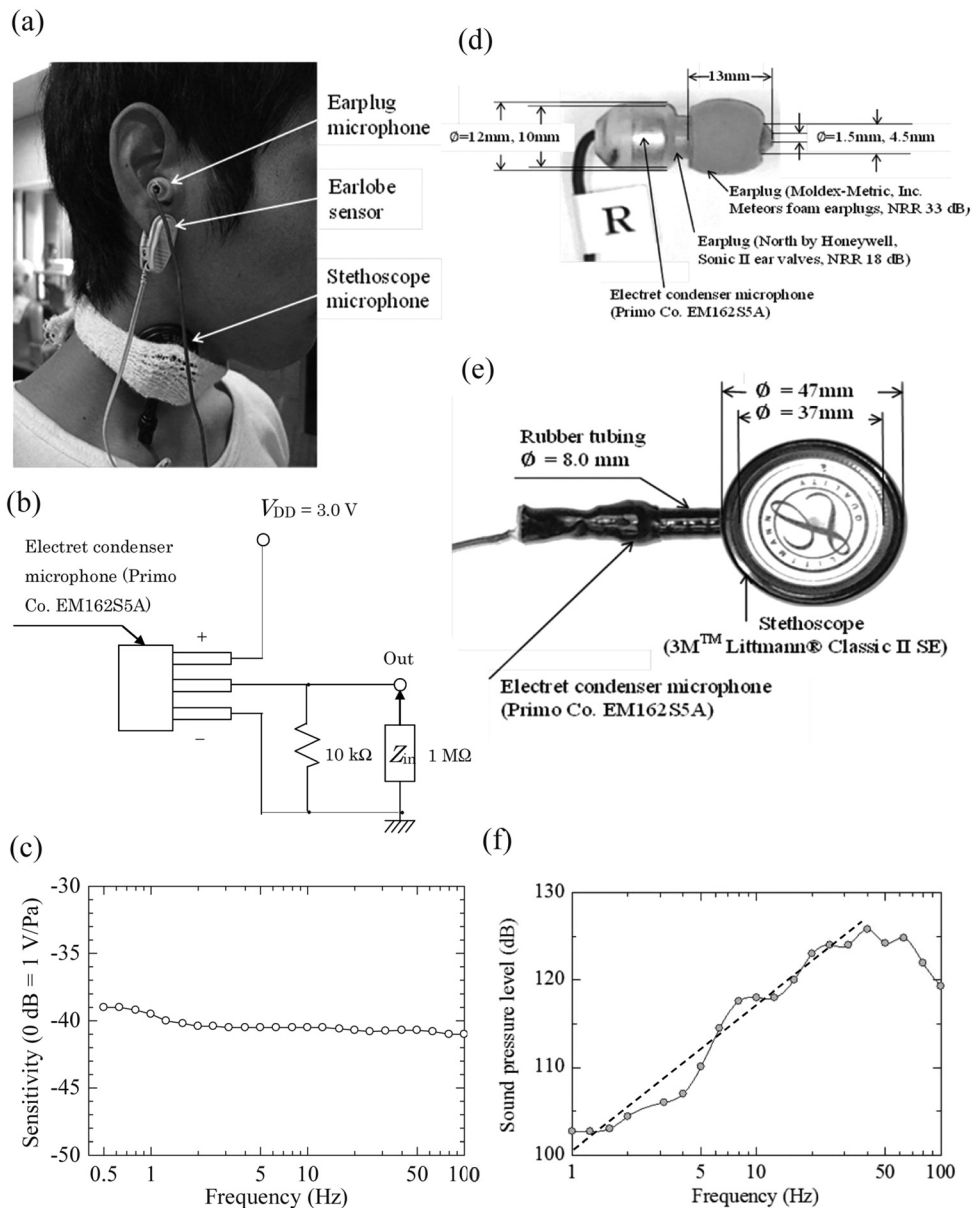 (a)
Earplug
microphone
Earlobe
sensor
Stethoscope
microphone
(b)
V_DD = 3.0 V
Electret condenser
microphone (Primo
Co. EM162S5A)
+
Out
−
10 kΩ
Z_in
1 MΩ
(c)
-30
-35
-40
-45
-50
0.5
1
5
10
50
100
Sensitivity (0 dB = 1 V/Pa)
Frequency (Hz)
(d)
13mm
Ø=12mm, 10mm
Ø=1.5mm, 4.5mm
R
Earplug (Moldex-Metric, Inc.
Meteors foam earplugs, NRR 33 dB)
Earplug (North by Honeywell,
Sonic II ear valves, NRR 18 dB)
Electret condenser microphone
(Primo Co. EM162S5A)
(e)
Ø = 47mm
Ø = 37mm
Rubber tubing
Ø = 8.0 mm
LITTMANN
QUALITY
Stethoscope
(3M™ Littmann® Classic II SE)
Electret condenser microphone
(Primo Co. EM162S5A)
(f)
130
120
110
100
1
5
10
50
100
Sound pressure level (dB)
Frequency (Hz)